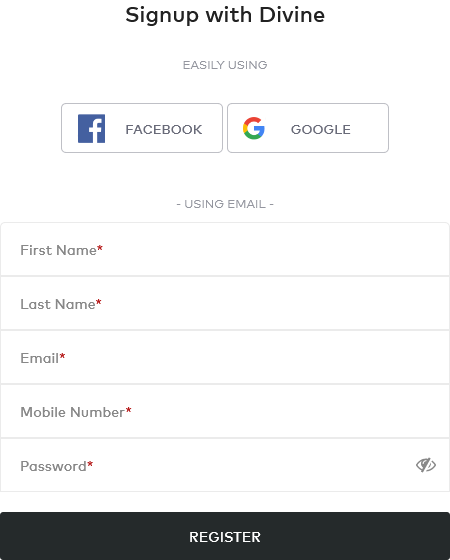 Signup with Divine
EASILY USING
FACEBOOK GOOGLE
- USING EMAIL -
First Name*
Last Name*
Email*
Mobile Number*
Password*
REGISTER